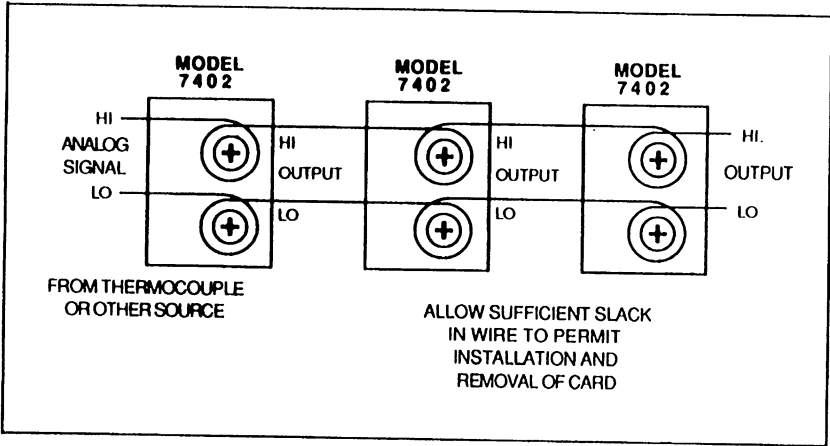 MODEL
7402
MODEL
7402
MODEL
7402
HI
ANALOG
SIGNAL
LO
HI
OUTPUT
LO
HI
OUTPUT
LO
HI.
OUTPUT
LO
FROM THERMOCOUPLE
OR OTHER SOURCE
ALLOW SUFFICIENT SLACK
IN WIRE TO PERMIT
INSTALLATION AND
REMOVAL OF CARD